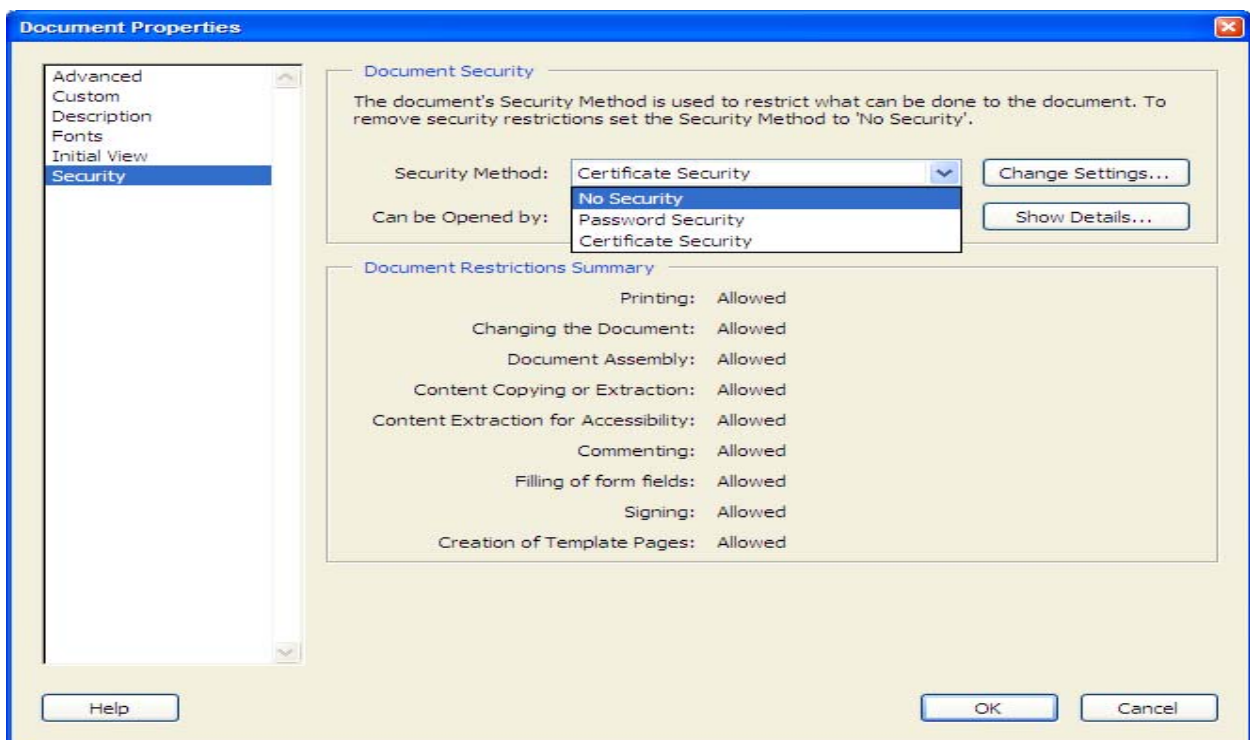 Document Properties
Advanced
Custom
Description
Fonts
Initial View
Security
Document Security
The document's Security Method is used to restrict what can be done to the document. To
remove security restrictions set the Security Method to 'No Security'.
Security Method: Certificate Security Change Settings...
No Security
Can be Opened by: Password Security Show Details...
Certificate Security
Document Restrictions Summary
Printing: Allowed
Changing the Document: Allowed
Document Assembly: Allowed
Content Copying or Extraction: Allowed
Content Extraction for Accessibility: Allowed
Commenting: Allowed
Filling of form fields: Allowed
Signing: Allowed
Creation of Template Pages: Allowed
Help OK Cancel